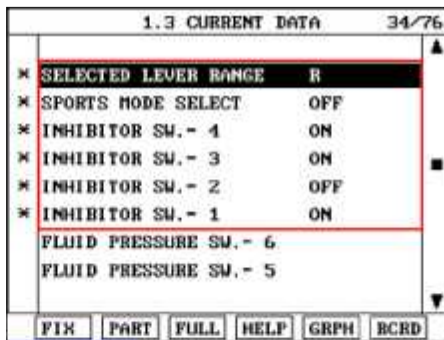 1.3 CURRENT DATA 34/76
* SELECTED LEVER RANGE R
* SPORTS MODE SELECT OFF
* INHIBITOR SW.- 4 ON
* INHIBITOR SW.- 3 ON
* INHIBITOR SW.- 2 OFF
* INHIBITOR SW.- 1 ON
FLUID PRESSURE SW.- 6
FLUID PRESSURE SW.- 5
FIX PART FULL HELP GRPH RCRD